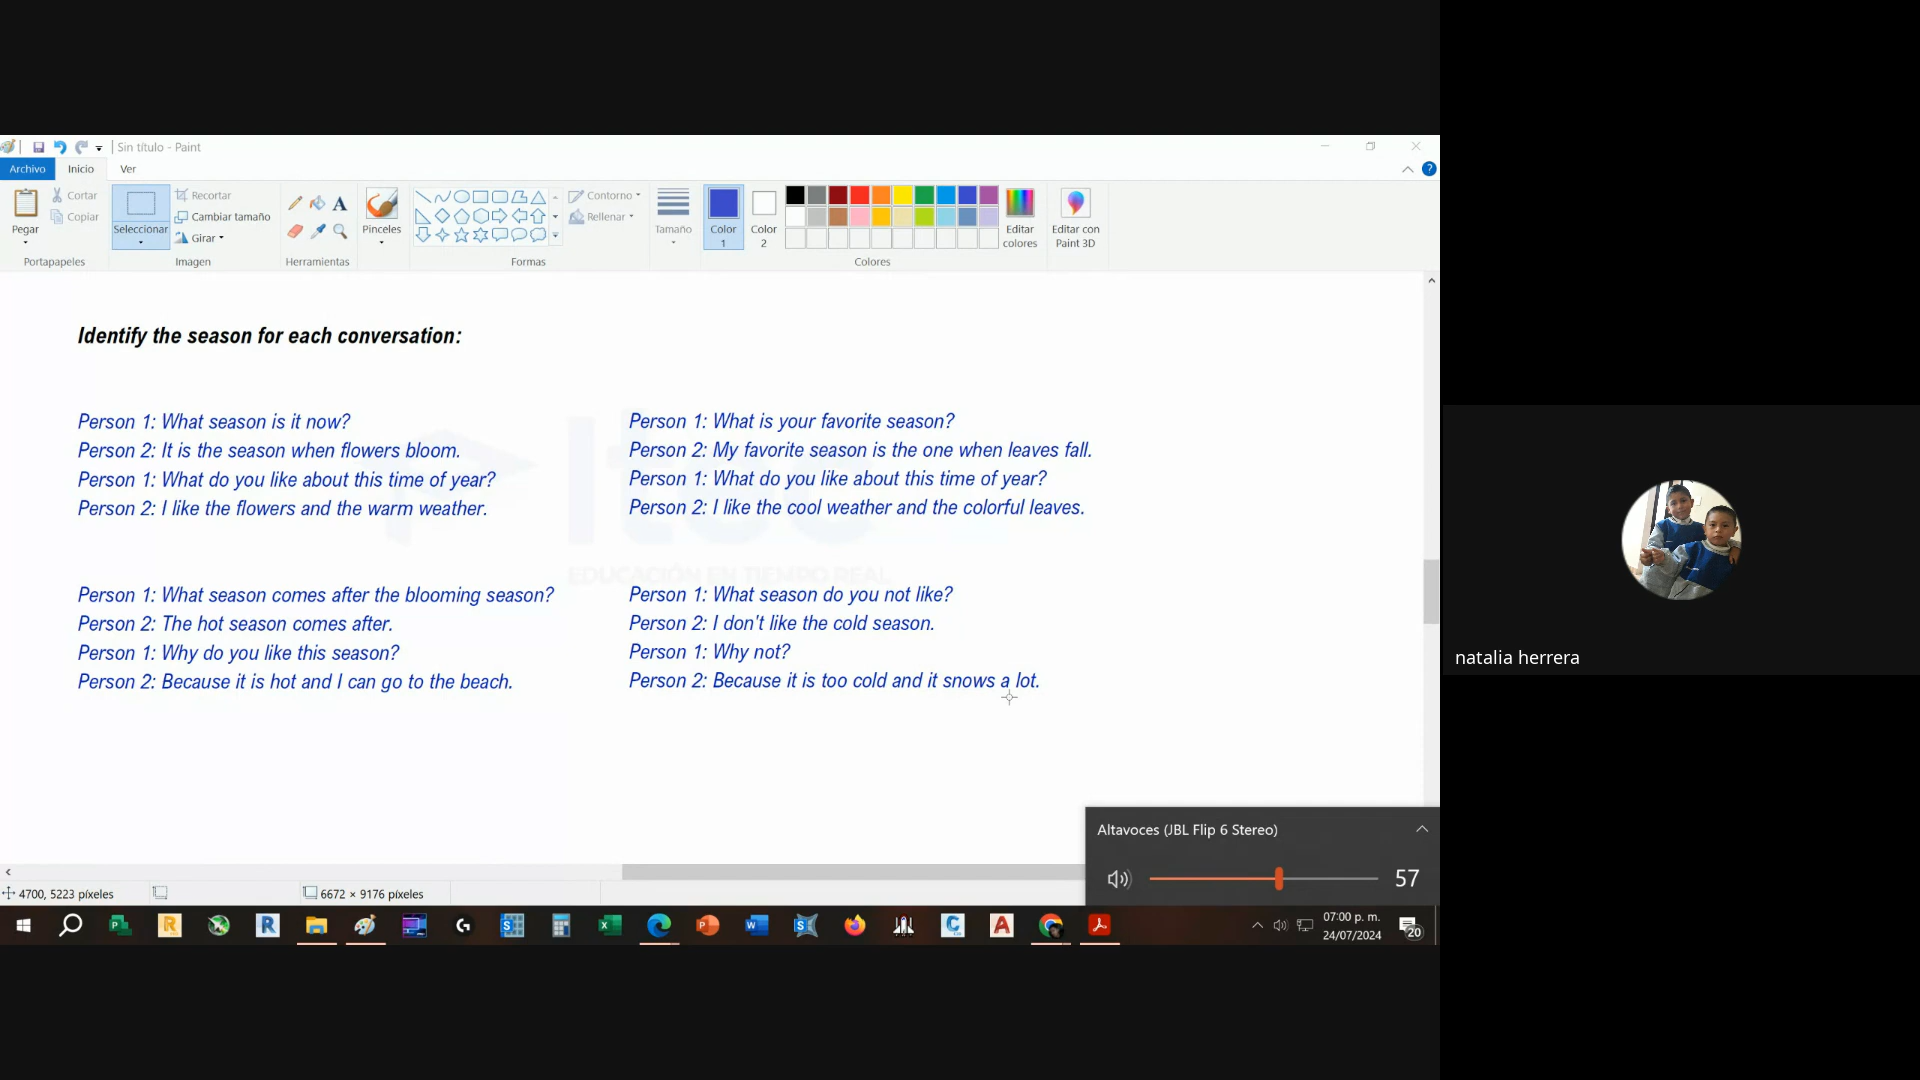 Sin título - Paint
Archivo Inicio Ver
Pegar
Cortar
Copiar
Portapapeles
Seleccionar
Recortar
Cambiar tamaño
Girar
Imagen
Herramientas
Pinceles
Formas
Contorno
Rellenar
Tamaño
Color 1
Color 2
Colores
Editar colores
Editar con Paint 3D
Identify the season for each conversation:
Person 1: What season is it now?
Person 2: It is the season when flowers bloom.
Person 1: What do you like about this time of year?
Person 2: I like the flowers and the warm weather.
Person 1: What is your favorite season?
Person 2: My favorite season is the one when leaves fall.
Person 1: What do you like about this time of year?
Person 2: I like the cool weather and the colorful leaves.
EDUCACIÓN EN TIEMPO REAL
Person 1: What season comes after the blooming season?
Person 2: The hot season comes after.
Person 1: Why do you like this season?
Person 2: Because it is hot and I can go to the beach.
Person 1: What season do you not like?
Person 2: I don't like the cold season.
Person 1: Why not?
Person 2: Because it is too cold and it snows a lot.
natalia herrera
Altavoces (JBL Flip 6 Stereo)
57
4700, 5223 píxeles
6672 × 9176 píxeles
07:00 p. m.
24/07/2024
20